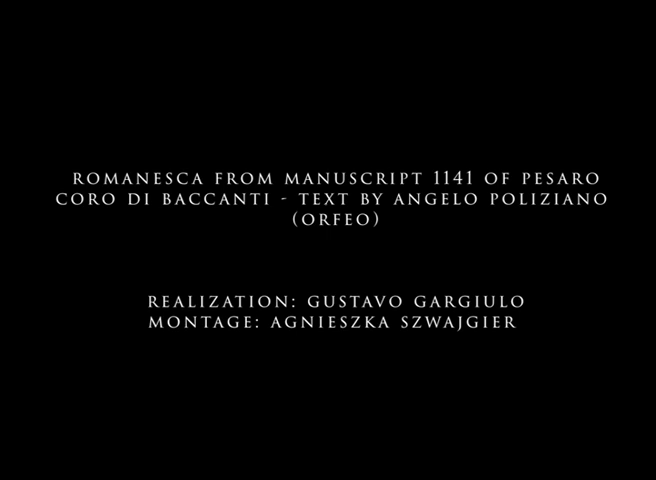 ROMANESCA FROM MANUSCRIPT 1141 OF PESARO
CORO DI BACCANTI - TEXT BY ANGELO POLIZIANO
(ORFEO)
REALIZATION: GUSTAVO GARGIULO
MONTAGE: AGNIESZKA SZWAJGIER